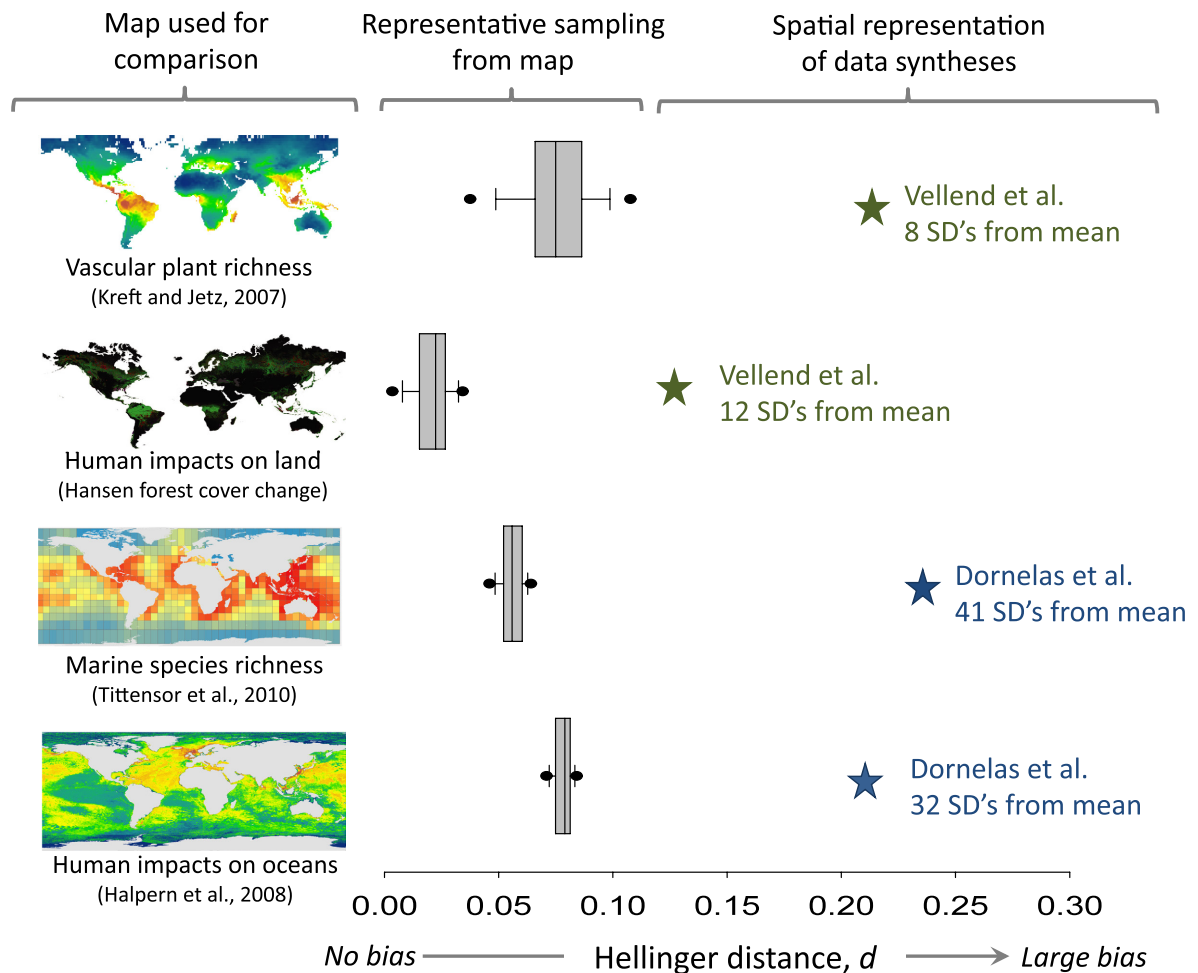 Map used for
comparison
Representative sampling
from map
Spatial representation
of data syntheses
Vascular plant richness
(Kreft and Jetz, 2007)
Vellend et al.
8 SD's from mean
Human impacts on land
(Hansen forest cover change)
Vellend et al.
12 SD's from mean
Marine species richness
(Tittensor et al., 2010)
Dornelas et al.
41 SD's from mean
Human impacts on oceans
(Halpern et al., 2008)
Dornelas et al.
32 SD's from mean
0.00 0.05 0.10 0.15 0.20 0.25 0.30
No bias Hellinger distance, d Large bias